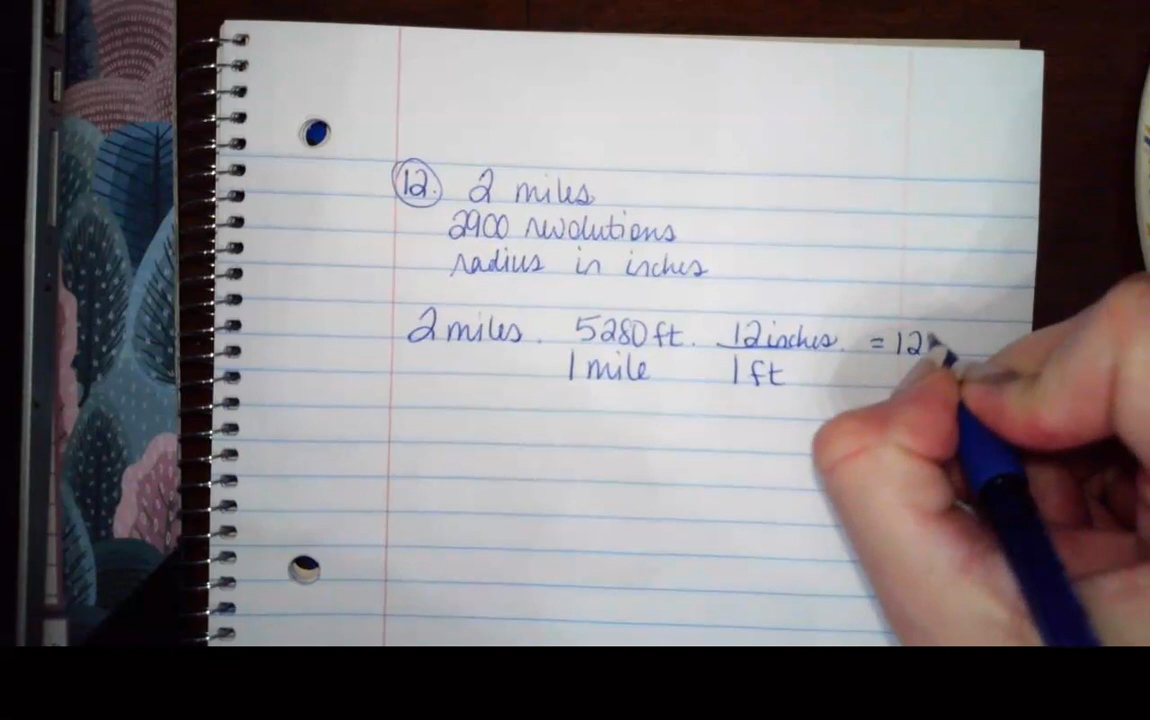 12. 2 miles
2900 revolutions
radius in inches
2 miles . 5280 ft . 12 inches . = 12
1 mile 1 ft